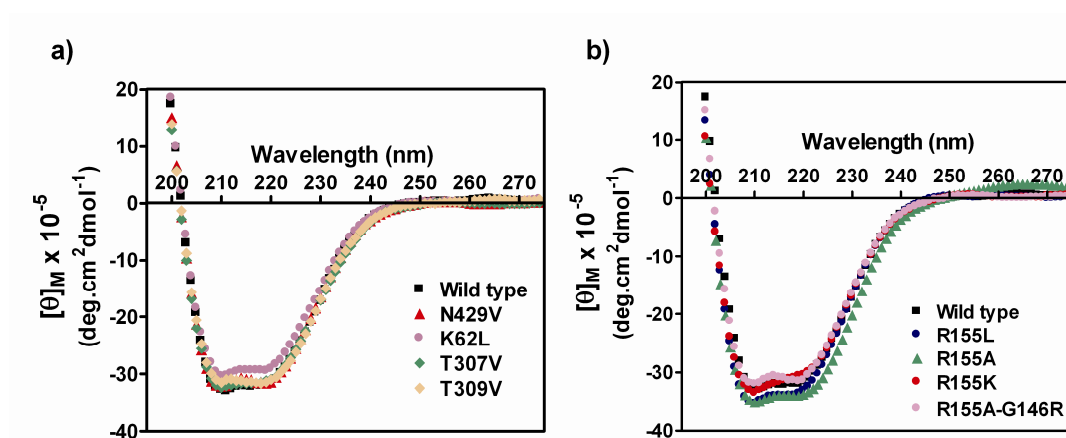 a)
20
10
0
-10
-20
-30
-40
[θ]M x 10-5
(deg.cm2dmol-1)
Wavelength (nm)
200 210 220 230 240 250 260 270
Wild type
N429V
K62L
T307V
T309V
b)
20
10
0
-10
-20
-30
-40
[θ]M x 10-5
(deg.cm2dmol-1)
Wavelength (nm)
200 210 220 230 240 250 260 270
Wild type
R155L
R155A
R155K
R155A-G146R